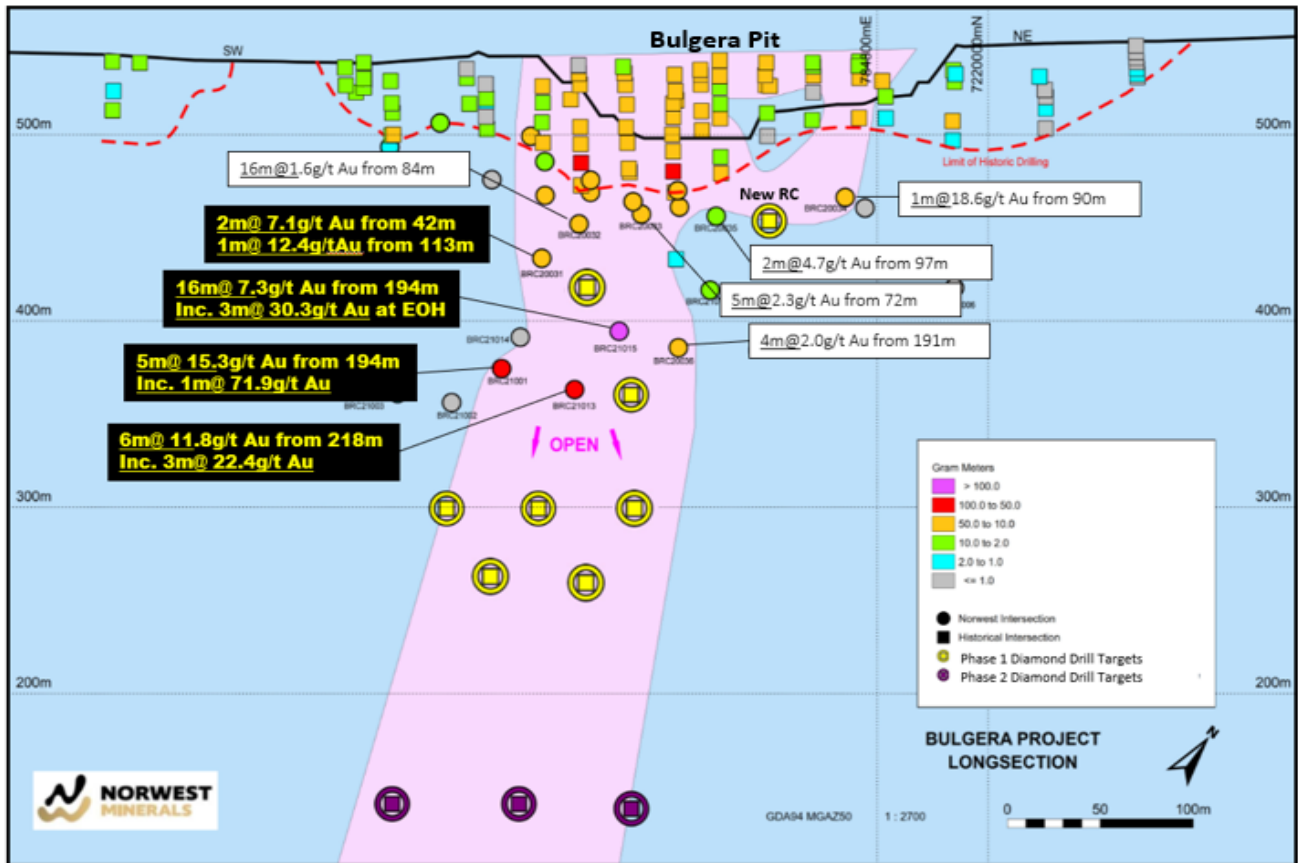 Bulgera Pit
SW
NE
784800mE
7220000mN
500m
500m
Limit of Historic Drilling
16m@1.6g/t Au from 84m
New RC
BRC20034
1m@18.6g/t Au from 90m
2m@ 7.1g/t Au from 42m
1m@ 12.4g/tAu from 113m
BRC20032
BRC20033
BRC20035
BRC20031
2m@4.7g/t Au from 97m
16m@ 7.3g/t Au from 194m
Inc. 3m@ 30.3g/t Au at EOH
5m@2.3g/t Au from 72m
400m
400m
BRC21014
BRC21015
BRC20036
4m@2.0g/t Au from 191m
5m@ 15.3g/t Au from 194m
Inc. 1m@ 71.9g/t Au
BRC21001
BRC21003
BRC21002
BRC21013
6m@ 11.8g/t Au from 218m
Inc. 3m@ 22.4g/t Au
OPEN
300m
300m
200m
200m
Gram Meters
> 100.0
100.0 to 50.0
50.0 to 10.0
10.0 to 2.0
2.0 to 1.0
<= 1.0
Norwest Intersection
Historical Intersection
Phase 1 Diamond Drill Targets
Phase 2 Diamond Drill Targets
BULGERA PROJECT
LONGSECTION
N
NORWEST
MINERALS
GDA94 MGAZ50 1 : 2700
0 50 100m